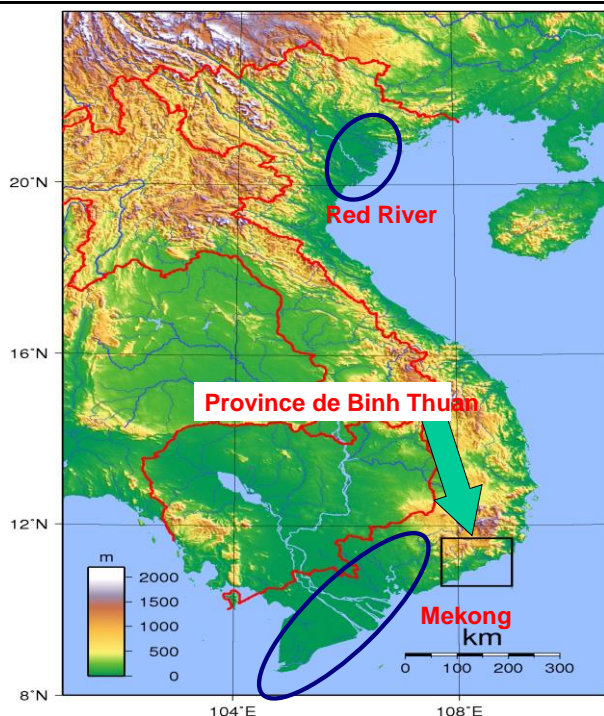 20°N
Red River
16°N
Province de Binh Thuan
12°N
m
2000
1500
1000
500
0
Mekong
km
0 100 200 300
8°N
104°E 108°E